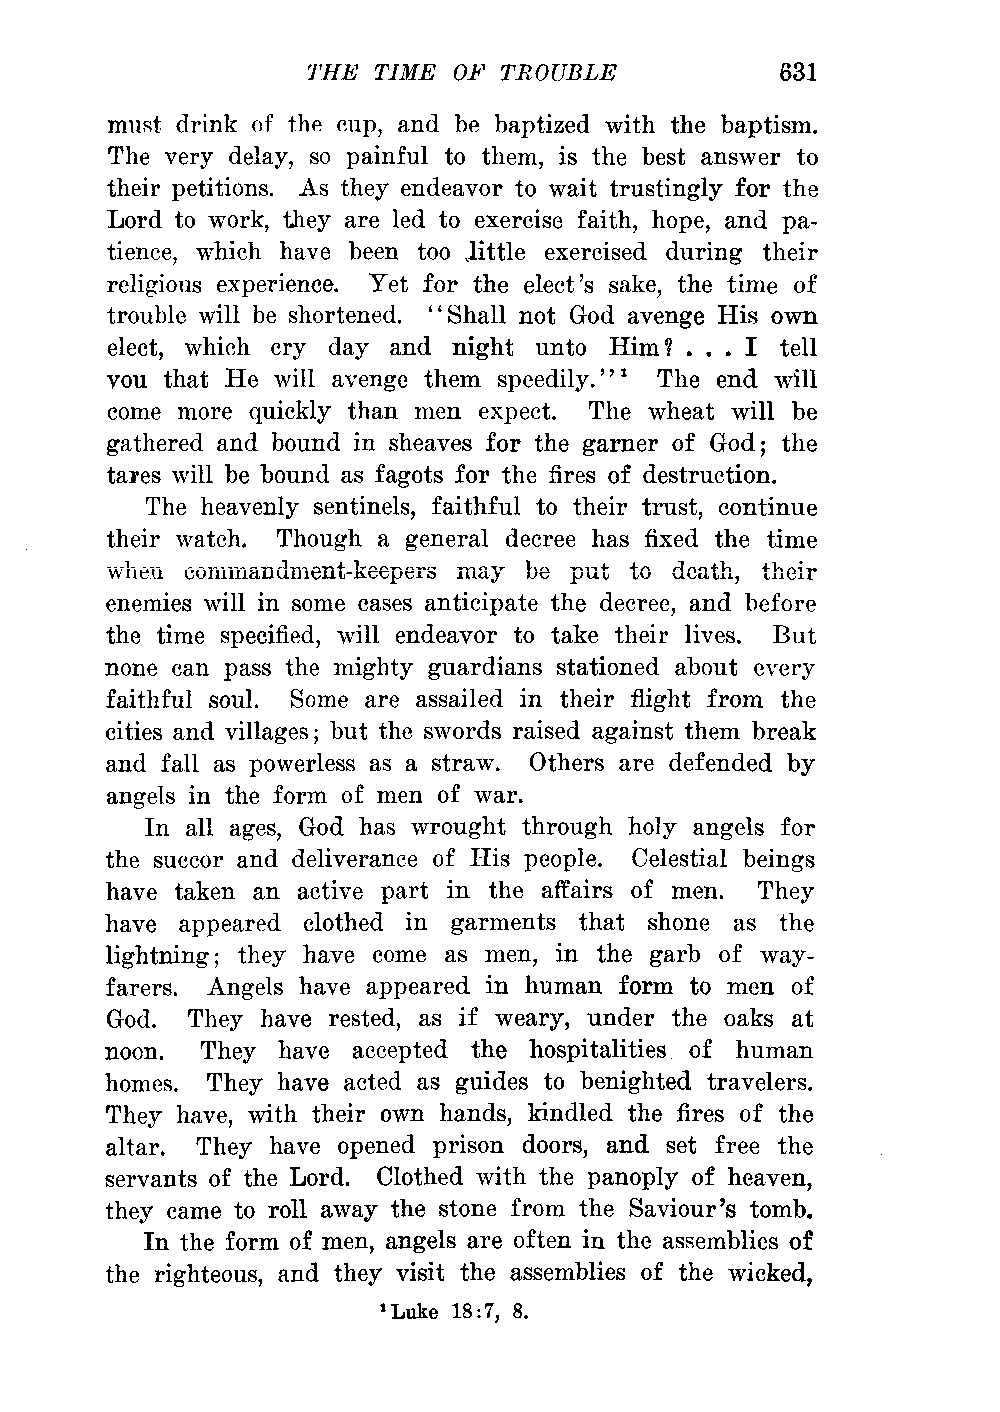 THE TIME OF TROUBLE 631
must drink of the cup, and be baptized with the baptism.
The very delay, so painful to them, is the best answer to
their petitions. As they endeavor to wait trustingly for the
Lord to work, they are led to exercise faith, hope, and pa-
tience, which have been too little exercised during their
religious experience. Yet for the elect's sake, the time of
trouble will be shortened. "Shall not God avenge His own
elect, which cry day and night unto Him? . . . I tell
you that He will avenge them speedily."¹ The end will
come more quickly than men expect. The wheat will be
gathered and bound in sheaves for the garner of God; the
tares will be bound as fagots for the fires of destruction.
The heavenly sentinels, faithful to their trust, continue
their watch. Though a general decree has fixed the time
when commandment-keepers may be put to death, their
enemies will in some cases anticipate the decree, and before
the time specified, will endeavor to take their lives. But
none can pass the mighty guardians stationed about every
faithful soul. Some are assailed in their flight from the
cities and villages; but the swords raised against them break
and fall as powerless as a straw. Others are defended by
angels in the form of men of war.
In all ages, God has wrought through holy angels for
the succor and deliverance of His people. Celestial beings
have taken an active part in the affairs of men. They
have appeared clothed in garments that shone as the
lightning; they have come as men, in the garb of way-
farers. Angels have appeared in human form to men of
God. They have rested, as if weary, under the oaks at
noon. They have accepted the hospitalities of human
homes. They have acted as guides to benighted travelers.
They have, with their own hands, kindled the fires of the
altar. They have opened prison doors, and set free the
servants of the Lord. Clothed with the panoply of heaven,
they came to roll away the stone from the Saviour's tomb.
In the form of men, angels are often in the assemblies of
the righteous, and they visit the assemblies of the wicked,
¹Luke 18:7, 8.